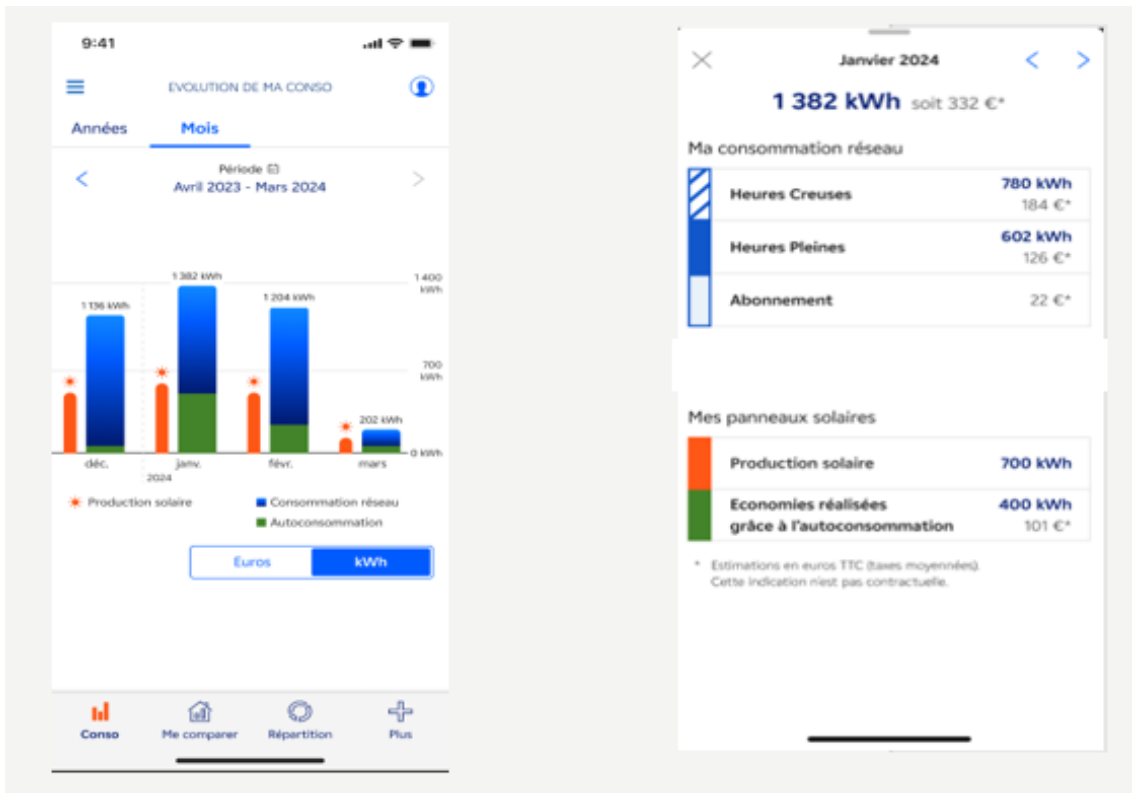 9:41
EVOLUTION DE MA CONSO
Années Mois
Période
Avril 2023 - Mars 2024
1 382 kWh
1 400
kWh
1 136 kWh
1 204 kWh
700
kWh
202 kWh
0 kWh
déc. janv. févr. mars
2024
Production solaire
Consommation réseau
Autoconsommation
Euros kWh
Conso Me comparer Répartition Plus
Janvier 2024
1 382 kWh soit 332 €*
Ma consommation réseau
Heures Creuses 780 kWh
184 €*
Heures Pleines 602 kWh
126 €*
Abonnement 22 €*
Mes panneaux solaires
Production solaire 700 kWh
Economies réalisées 400 kWh
grâce à l'autoconsommation 101 €*
* Estimations en euros TTC (taxes moyennées).
Cette indication n'est pas contractuelle.